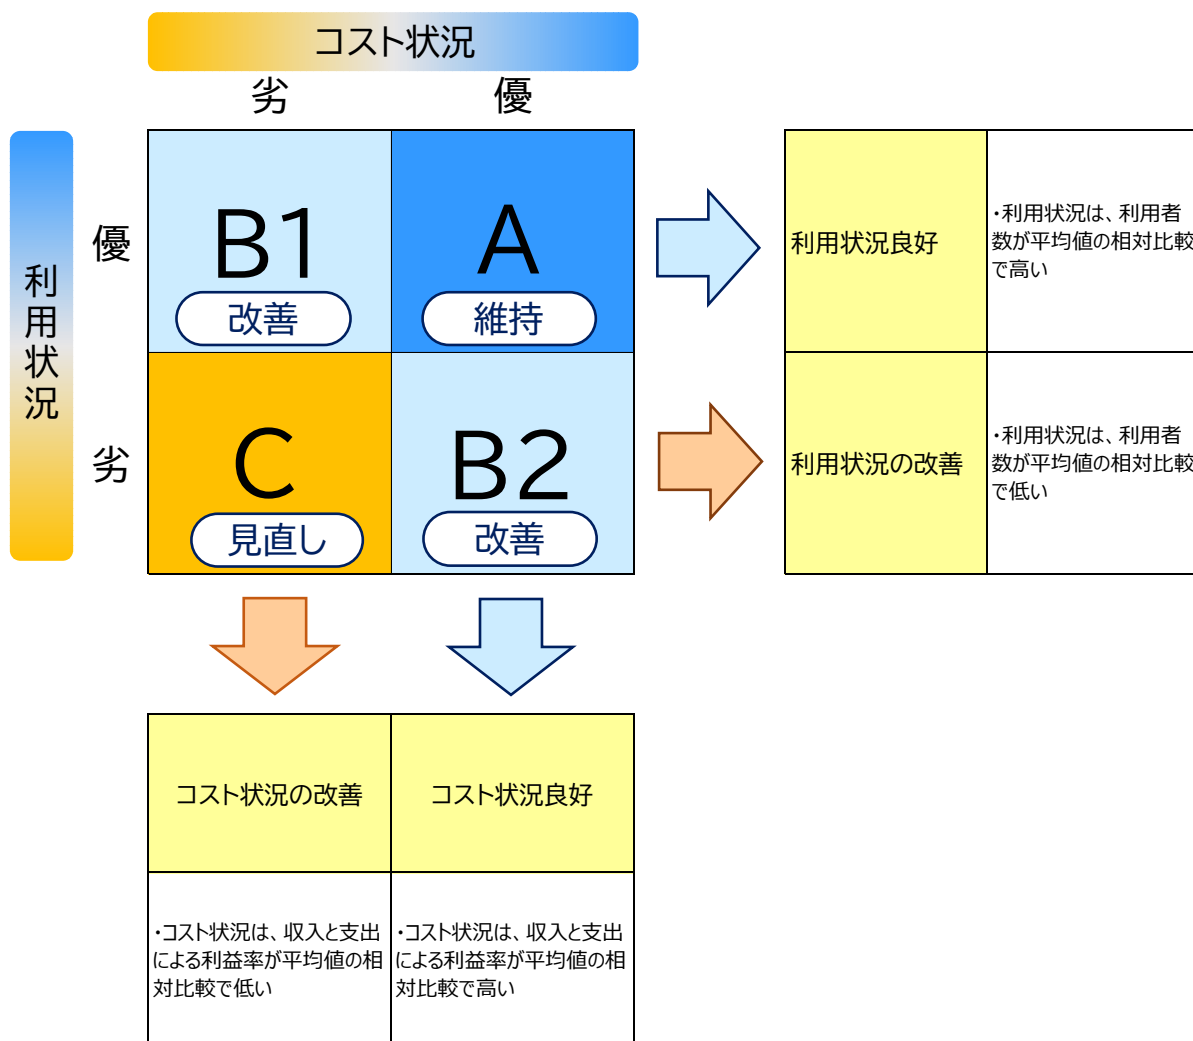 コスト状況
劣
優
利用状況
優
B1
改善
A
維持
利用状況良好
・利用状況は、利用者
数が平均値の相対比較
で高い
劣
C
見直し
B2
改善
利用状況の改善
・利用状況は、利用者
数が平均値の相対比較
で低い
コスト状況の改善
コスト状況良好
・コスト状況は、収入と支出
による利益率が平均値の相
対比較で低い
・コスト状況は、収入と支出
による利益率が平均値の相
対比較で高い